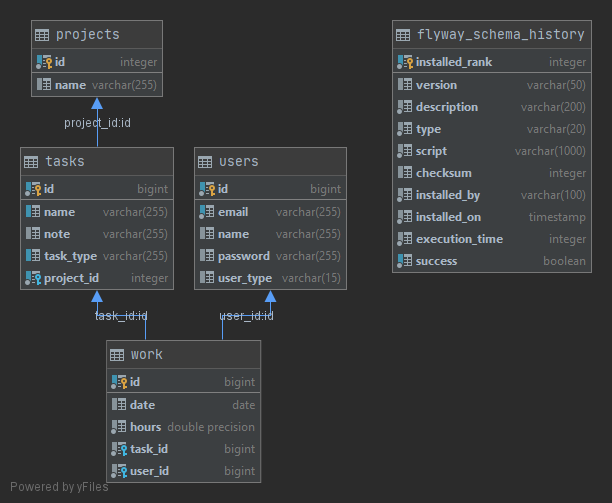 projects
id integer
name varchar(255)
project_id:id
tasks
id bigint
name varchar(255)
note varchar(255)
task_type varchar(255)
project_id integer
users
id bigint
email varchar(255)
name varchar(255)
password varchar(255)
user_type varchar(15)
task_id:id
user_id:id
work
id bigint
date date
hours double precision
task_id bigint
user_id bigint
flyway_schema_history
installed_rank integer
version varchar(50)
description varchar(200)
type varchar(20)
script varchar(1000)
checksum integer
installed_by varchar(100)
installed_on timestamp
execution_time integer
success boolean
Powered by yFiles